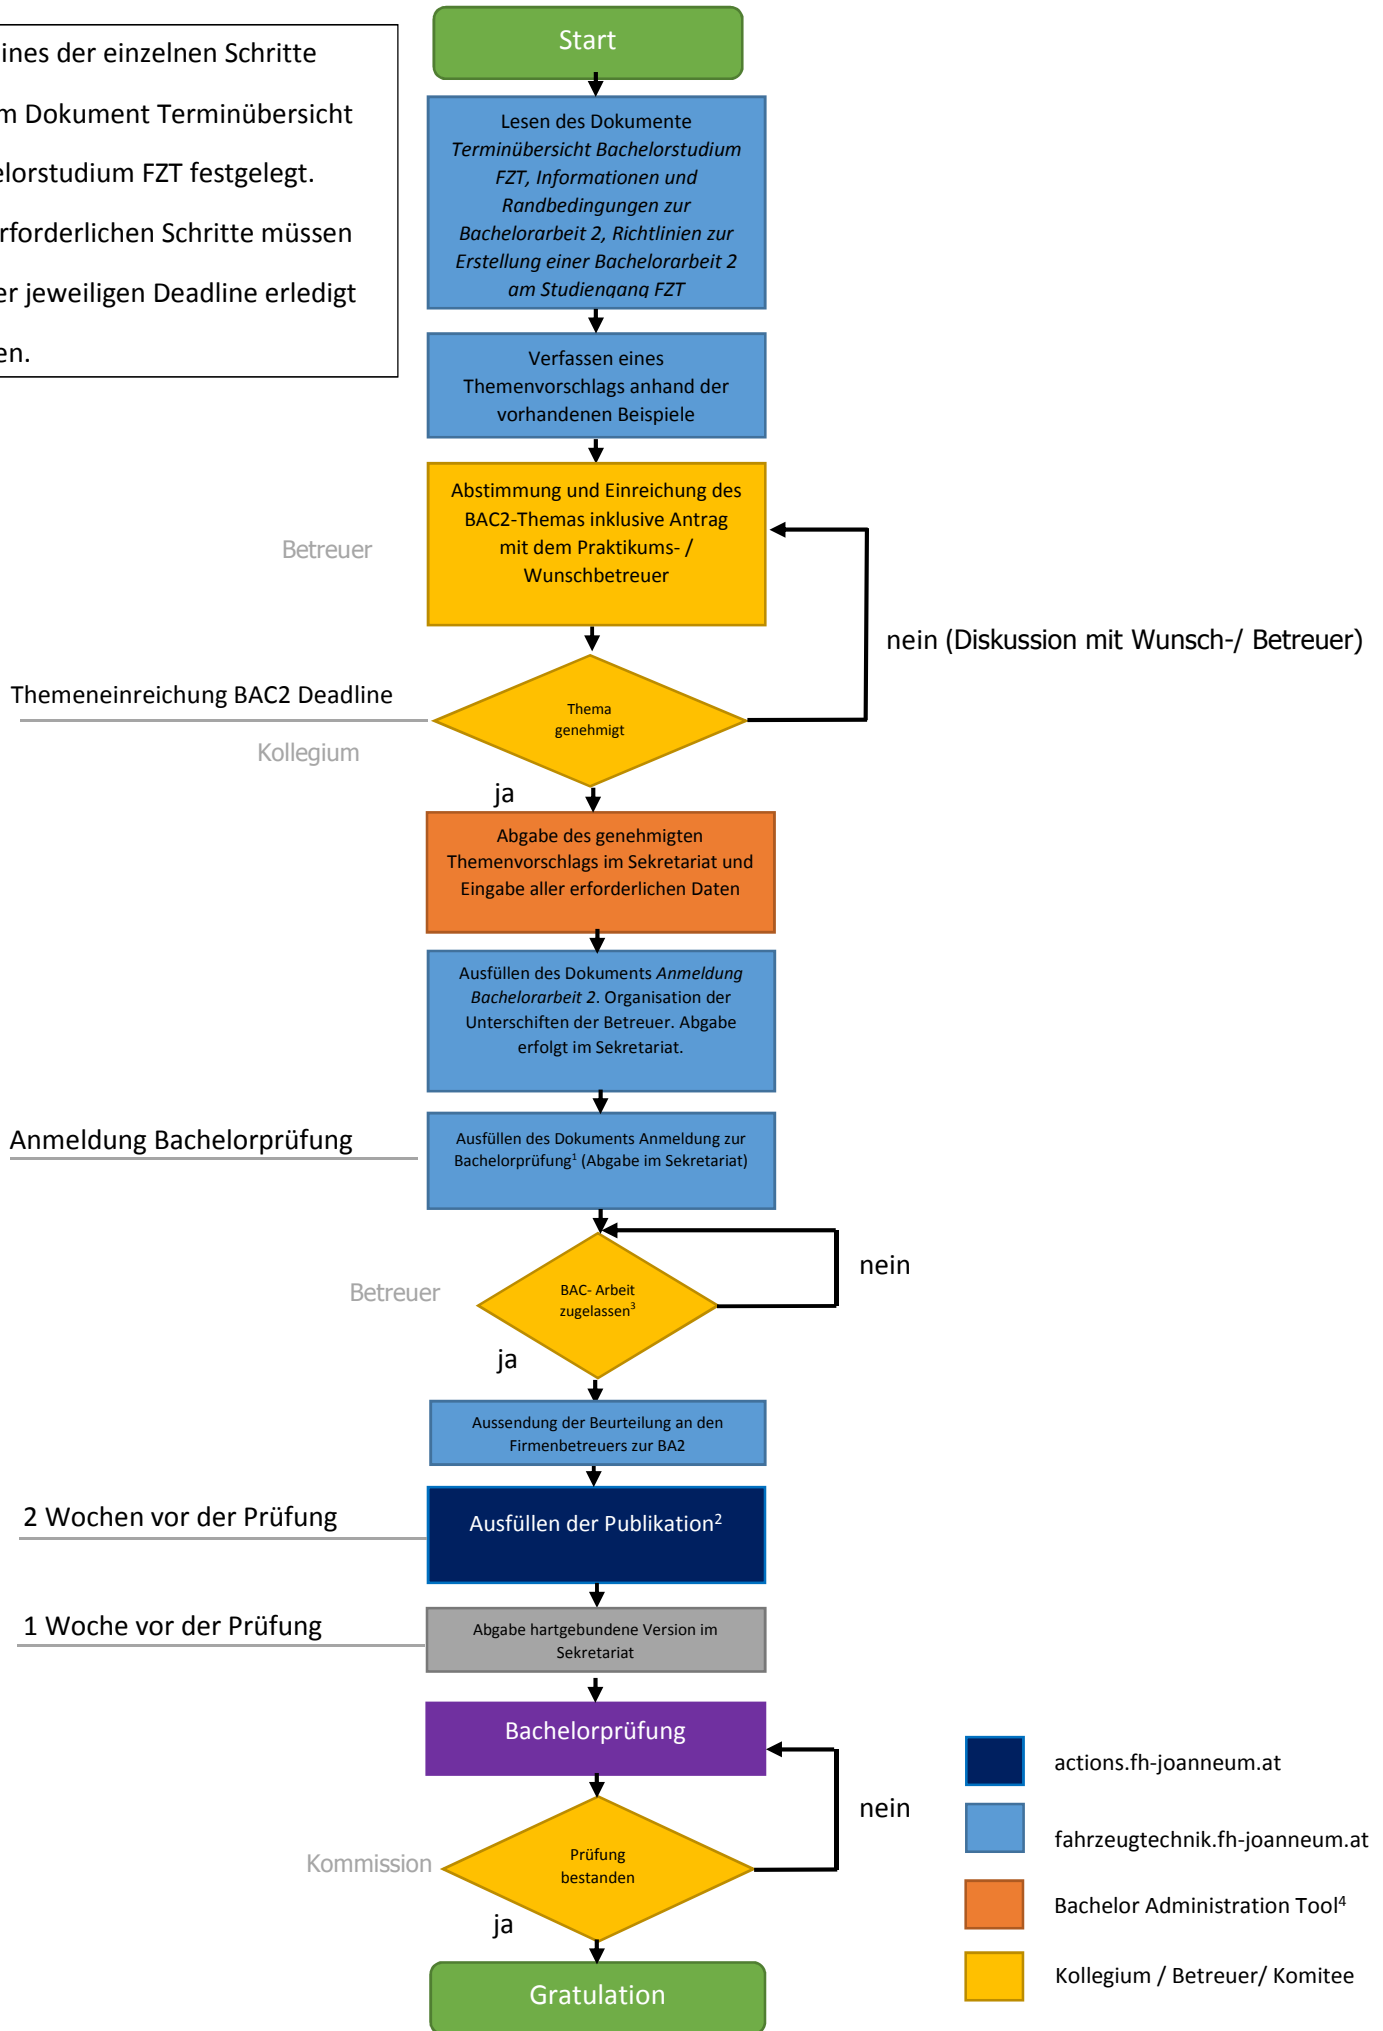 Start
ines der einzelnen Schritte
m Dokument Terminübersicht
elorstudium FZT festgelegt.
rforderlichen Schritte müssen
er jeweiligen Deadline erledigt
en.
Lesen des Dokumente
Terminübersicht Bachelorstudium
FZT, Informationen und
Randbedingungen zur
Bachelorarbeit 2, Richtlinien zur
Erstellung einer Bachelorarbeit 2
am Studiengang FZT
Verfassen eines
Themenvorschlags anhand der
vorhandenen Beispiele
Abstimmung und Einreichung des
BAC2-Themas inklusive Antrag
mit dem Praktikums- /
Wunschbetreuer
Betreuer
nein (Diskussion mit Wunsch-/ Betreuer)
Themeneinreichung BAC2 Deadline
Kollegium
Thema
genehmigt
ja
Abgabe des genehmigten
Themenvorschlags im Sekretariat und
Eingabe aller erforderlichen Daten
Ausfüllen des Dokuments Anmeldung
Bachelorarbeit 2. Organisation der
Unterschiften der Betreuer. Abgabe
erfolgt im Sekretariat.
Anmeldung Bachelorprüfung
Ausfüllen des Dokuments Anmeldung zur
Bachelorprüfung¹ (Abgabe im Sekretariat)
nein
Betreuer
BAC- Arbeit
zugelassen³
ja
Aussendung der Beurteilung an den
Firmenbetreuers zur BA2
2 Wochen vor der Prüfung
Ausfüllen der Publikation²
1 Woche vor der Prüfung
Abgabe hartgebundene Version im
Sekretariat
Bachelorprüfung
nein
Kommission
Prüfung
bestanden
ja
Gratulation
actions.fh-joanneum.at
fahrzeugtechnik.fh-joanneum.at
Bachelor Administration Tool⁴
Kollegium / Betreuer/ Komitee